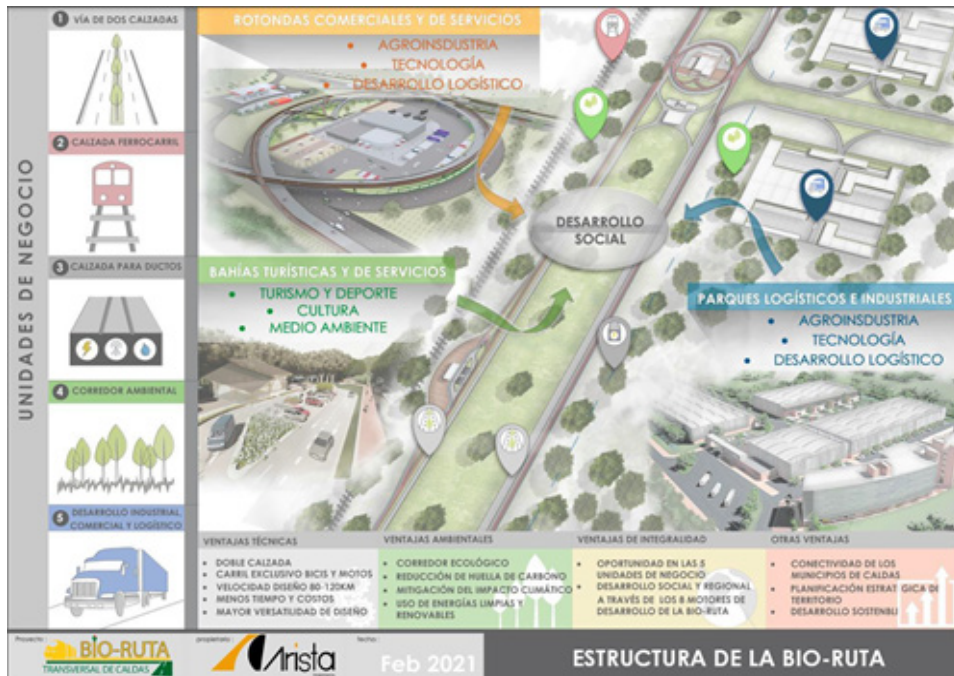 UNIDADES DE NEGOCIO
1 VÍA DE DOS CALZADAS
2 CALZADA FERROCARRIL
3 CALZADA PARA DUCTOS
4 CORREDOR AMBIENTAL
5 DESARROLLO INDUSTRIAL,
COMERCIAL Y LOGÍSTICO
ROTONDAS COMERCIALES Y DE SERVICIOS
• AGROINSDUSTRIA
• TECNOLOGÍA
• DESARROLLO LOGÍSTICO
DESARROLLO
SOCIAL
BAHÍAS TURÍSTICAS Y DE SERVICIOS
• TURISMO Y DEPORTE
• CULTURA
• MEDIO AMBIENTE
PARQUES LOGÍSTICOS E INDUSTRIALES
• AGROINSDUSTRIA
• TECNOLOGÍA
• DESARROLLO LOGÍSTICO
VENTAJAS TÉCNICAS
• DOBLE CALZADA
• CARRIL EXCLUSIVO BICIS Y MOTOS
• VELOCIDAD DISEÑO 80-120KM
• MENOS TIEMPO Y COSTOS
• MAYOR VERSATILIDAD DE DISEÑO
VENTAJAS AMBIENTALES
• CORREDOR ECOLÓGICO
• REDUCCIÓN DE HUELLA DE CARBONO
• MITIGACIÓN DEL IMPACTO CLIMÁTICO
• USO DE ENERGÍAS LIMPIAS Y
RENOVABLES
VENTAJAS DE INTEGRALIDAD
• OPORTUNIDAD EN LAS 5
UNIDADES DE NEGOCIO
• DESARROLLO SOCIAL Y REGIONAL
A TRAVÉS DE LOS 8 MOTORES DE
DESARROLLO DE LA BIO-RUTA
OTRAS VENTAJAS
• CONECTIVIDAD DE LOS
MUNICIPIOS DE CALDAS
• PLANIFICACIÓN ESTRATÉGICA DE
TERRITORIO
• DESARROLLO SOSTENIBL
Proyecto:
BIO-RUTA
TRANSVERSAL DE CALDAS
propietario:
Arista
fecha:
Feb 2021
ESTRUCTURA DE LA BIO-RUTA